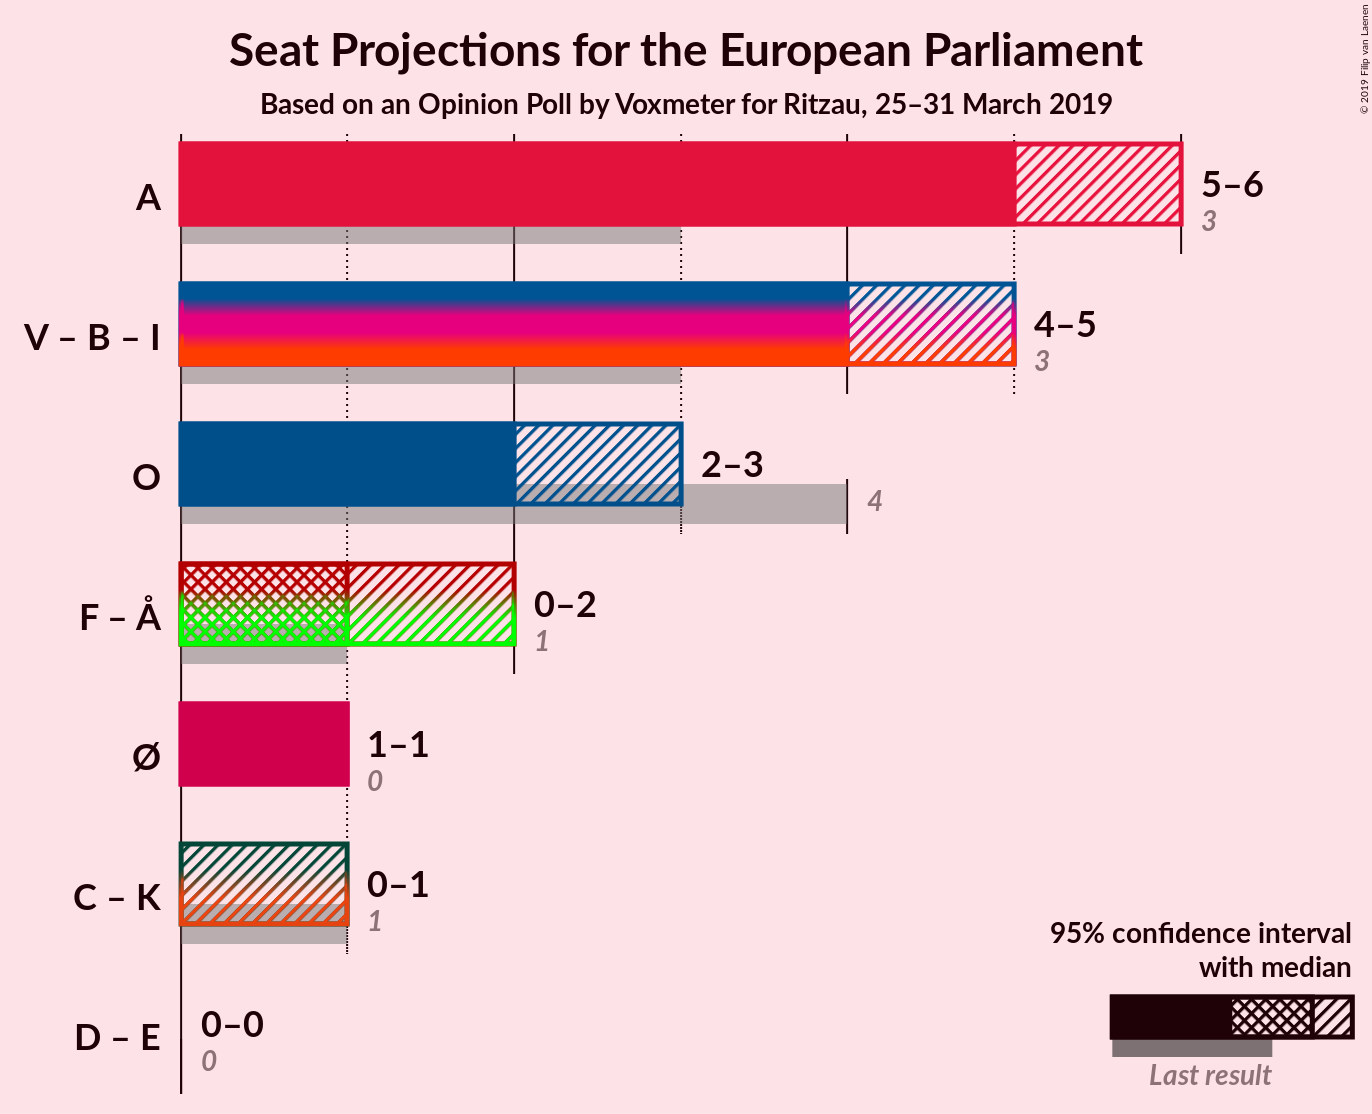 Seat Projections for the European Parliament
Based on an Opinion Poll by Voxmeter for Ritzau, 25–31 March 2019
© 2019 Filip van Laenen
A
5–6
3
V – B – I
4–5
3
O
2–3
4
F – Å
0–2
1
Ø
1–1
0
C – K
0–1
1
D – E
0–0
0
95% confidence interval
with median
Last result